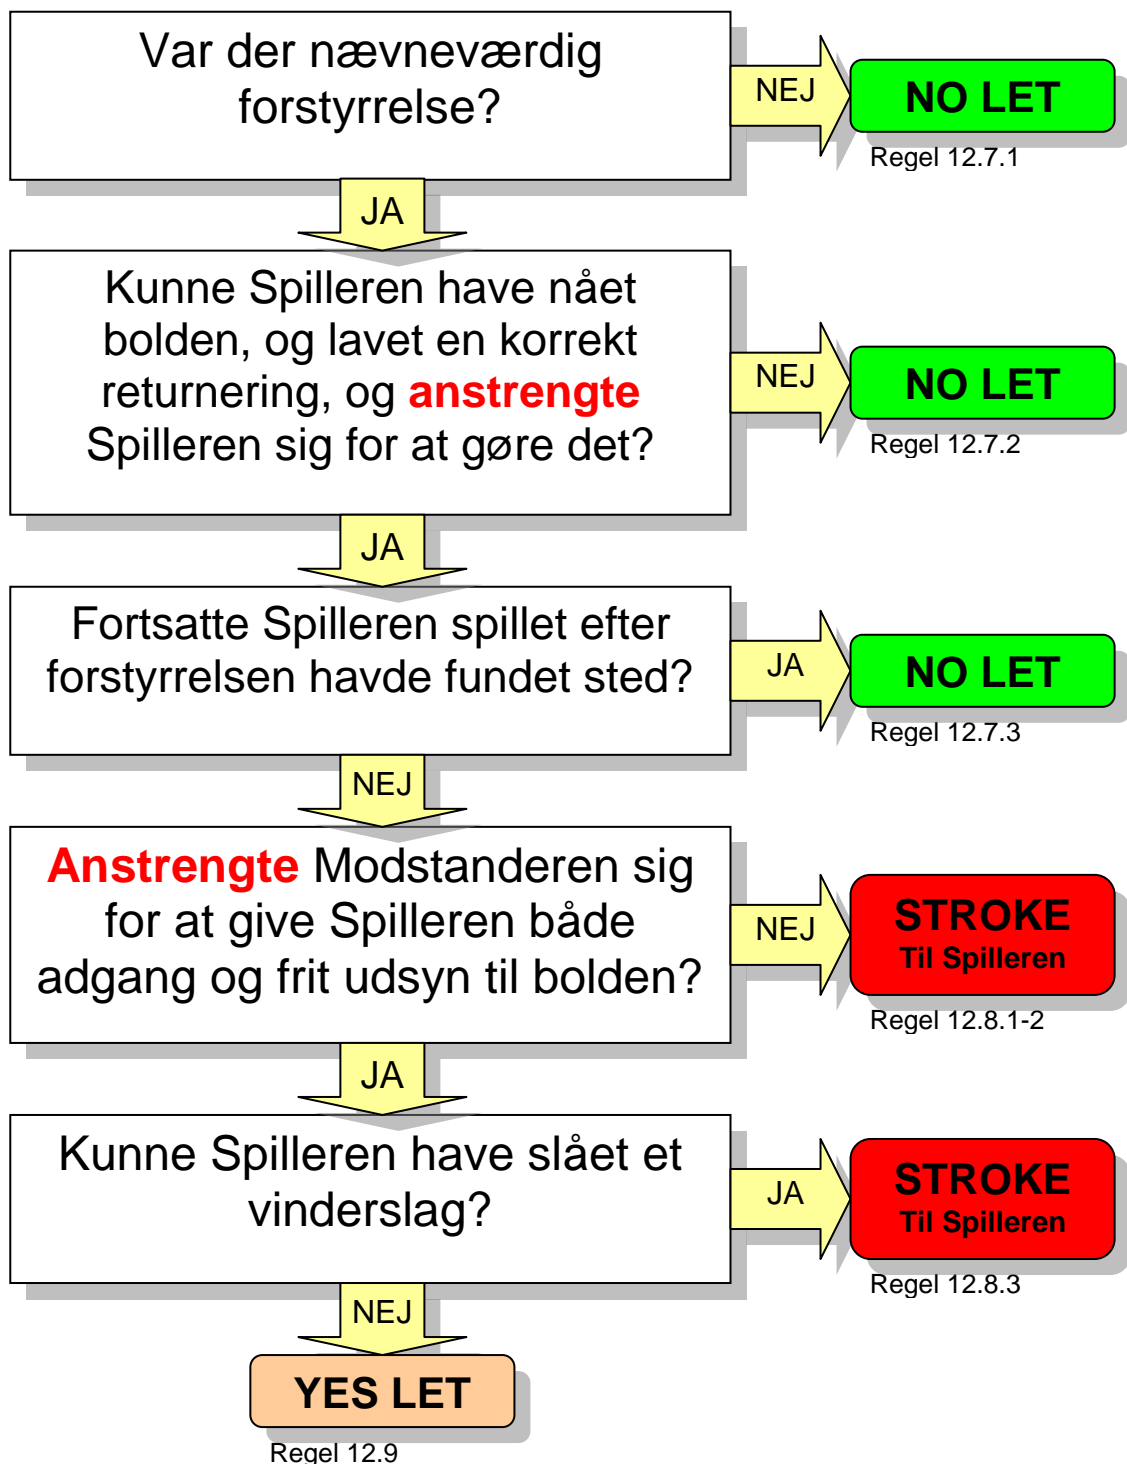 Var der nævneværdig
forstyrrelse?
NEJ
NO LET
Regel 12.7.1
JA
Kunne Spilleren have nået
bolden, og lavet en korrekt
returnering, og anstrengte
Spilleren sig for at gøre det?
NEJ
NO LET
Regel 12.7.2
JA
Fortsatte Spilleren spillet efter
forstyrrelsen havde fundet sted?
JA
NO LET
Regel 12.7.3
NEJ
Anstrengte Modstanderen sig
for at give Spilleren både
adgang og frit udsyn til bolden?
NEJ
STROKE
Til Spilleren
Regel 12.8.1-2
JA
Kunne Spilleren have slået et
vinderslag?
JA
STROKE
Til Spilleren
Regel 12.8.3
NEJ
YES LET
Regel 12.9